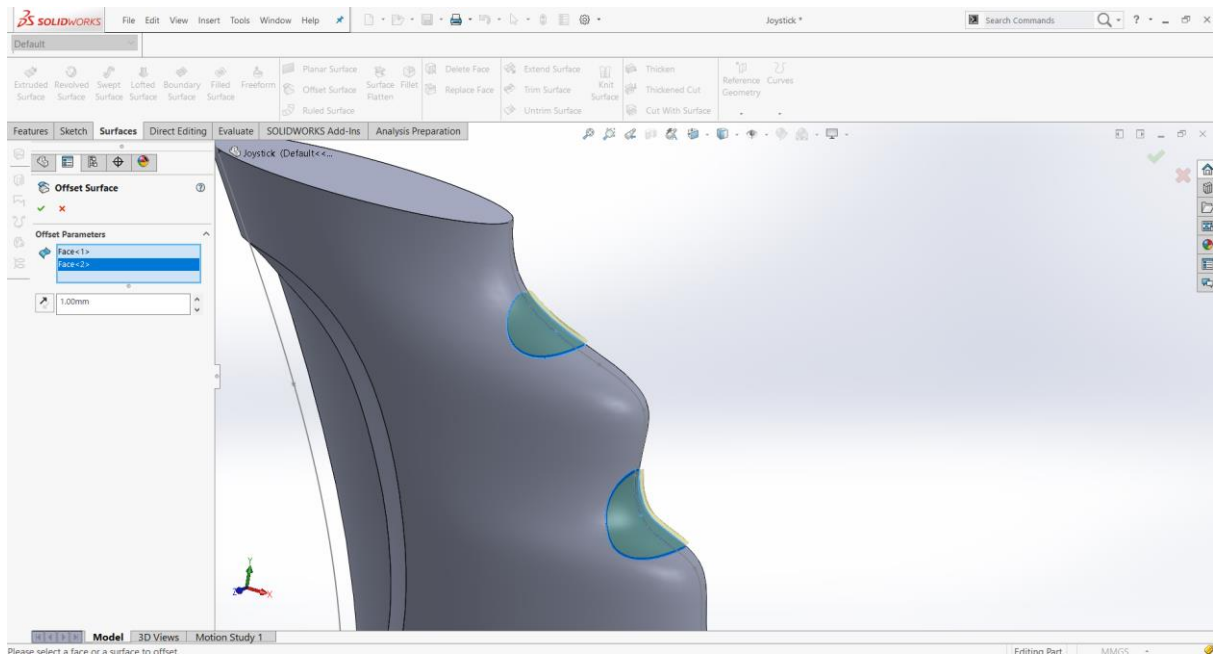 SOLIDWORKS File Edit View Insert Tools Window Help Joystick * Search Commands
Default
Extruded Surface Revolved Surface Swept Surface Lofted Surface Boundary Surface Filled Surface Freeform Planar Surface Offset Surface Ruled Surface Surface Flatten Fillet Delete Face Replace Face Extend Surface Trim Surface Untrim Surface Knit Surface Thicken Thickened Cut Cut With Surface Reference Geometry Curves
Features Sketch Surfaces Direct Editing Evaluate SOLIDWORKS Add-Ins Analysis Preparation
Joystick (Default<<...
Offset Surface
Offset Parameters
Face<1>
Face<2>
1.00mm
Y
Z X
Model 3D Views Motion Study 1
Please select a face or a surface to offset Editing Part MMGS